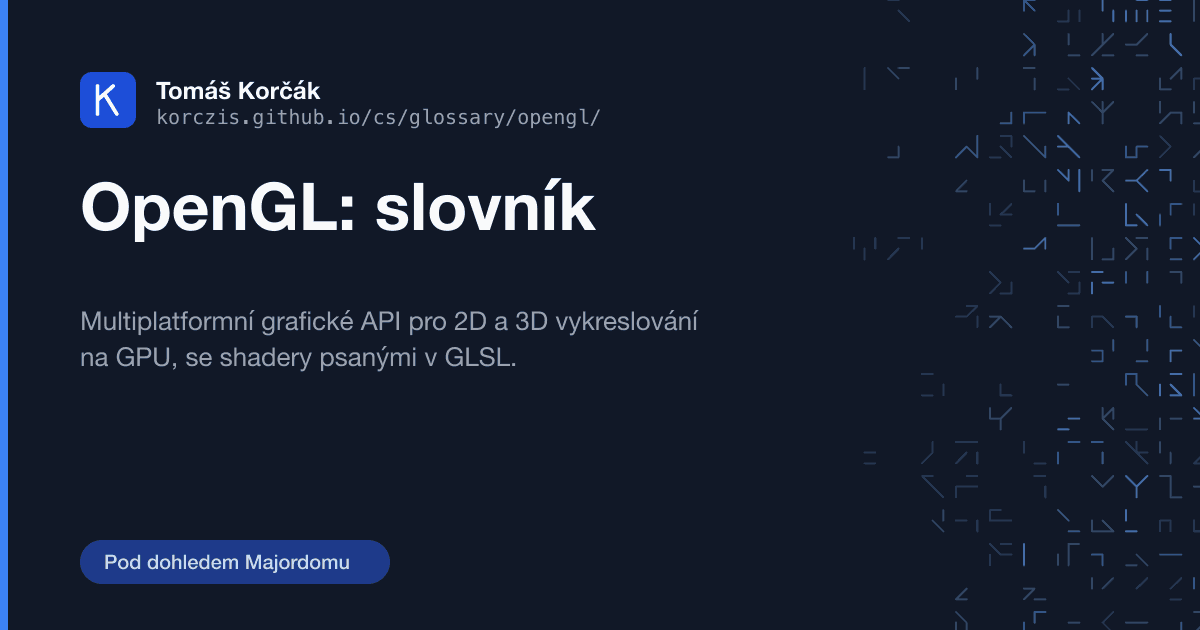 Tomáš Korčák
korczis.github.io/cs/glossary/opengl/
OpenGL: slovník
Multiplatformní grafické API pro 2D a 3D vykreslování
na GPU, se shadery psanými v GLSL.
Pod dohledem Majordomu